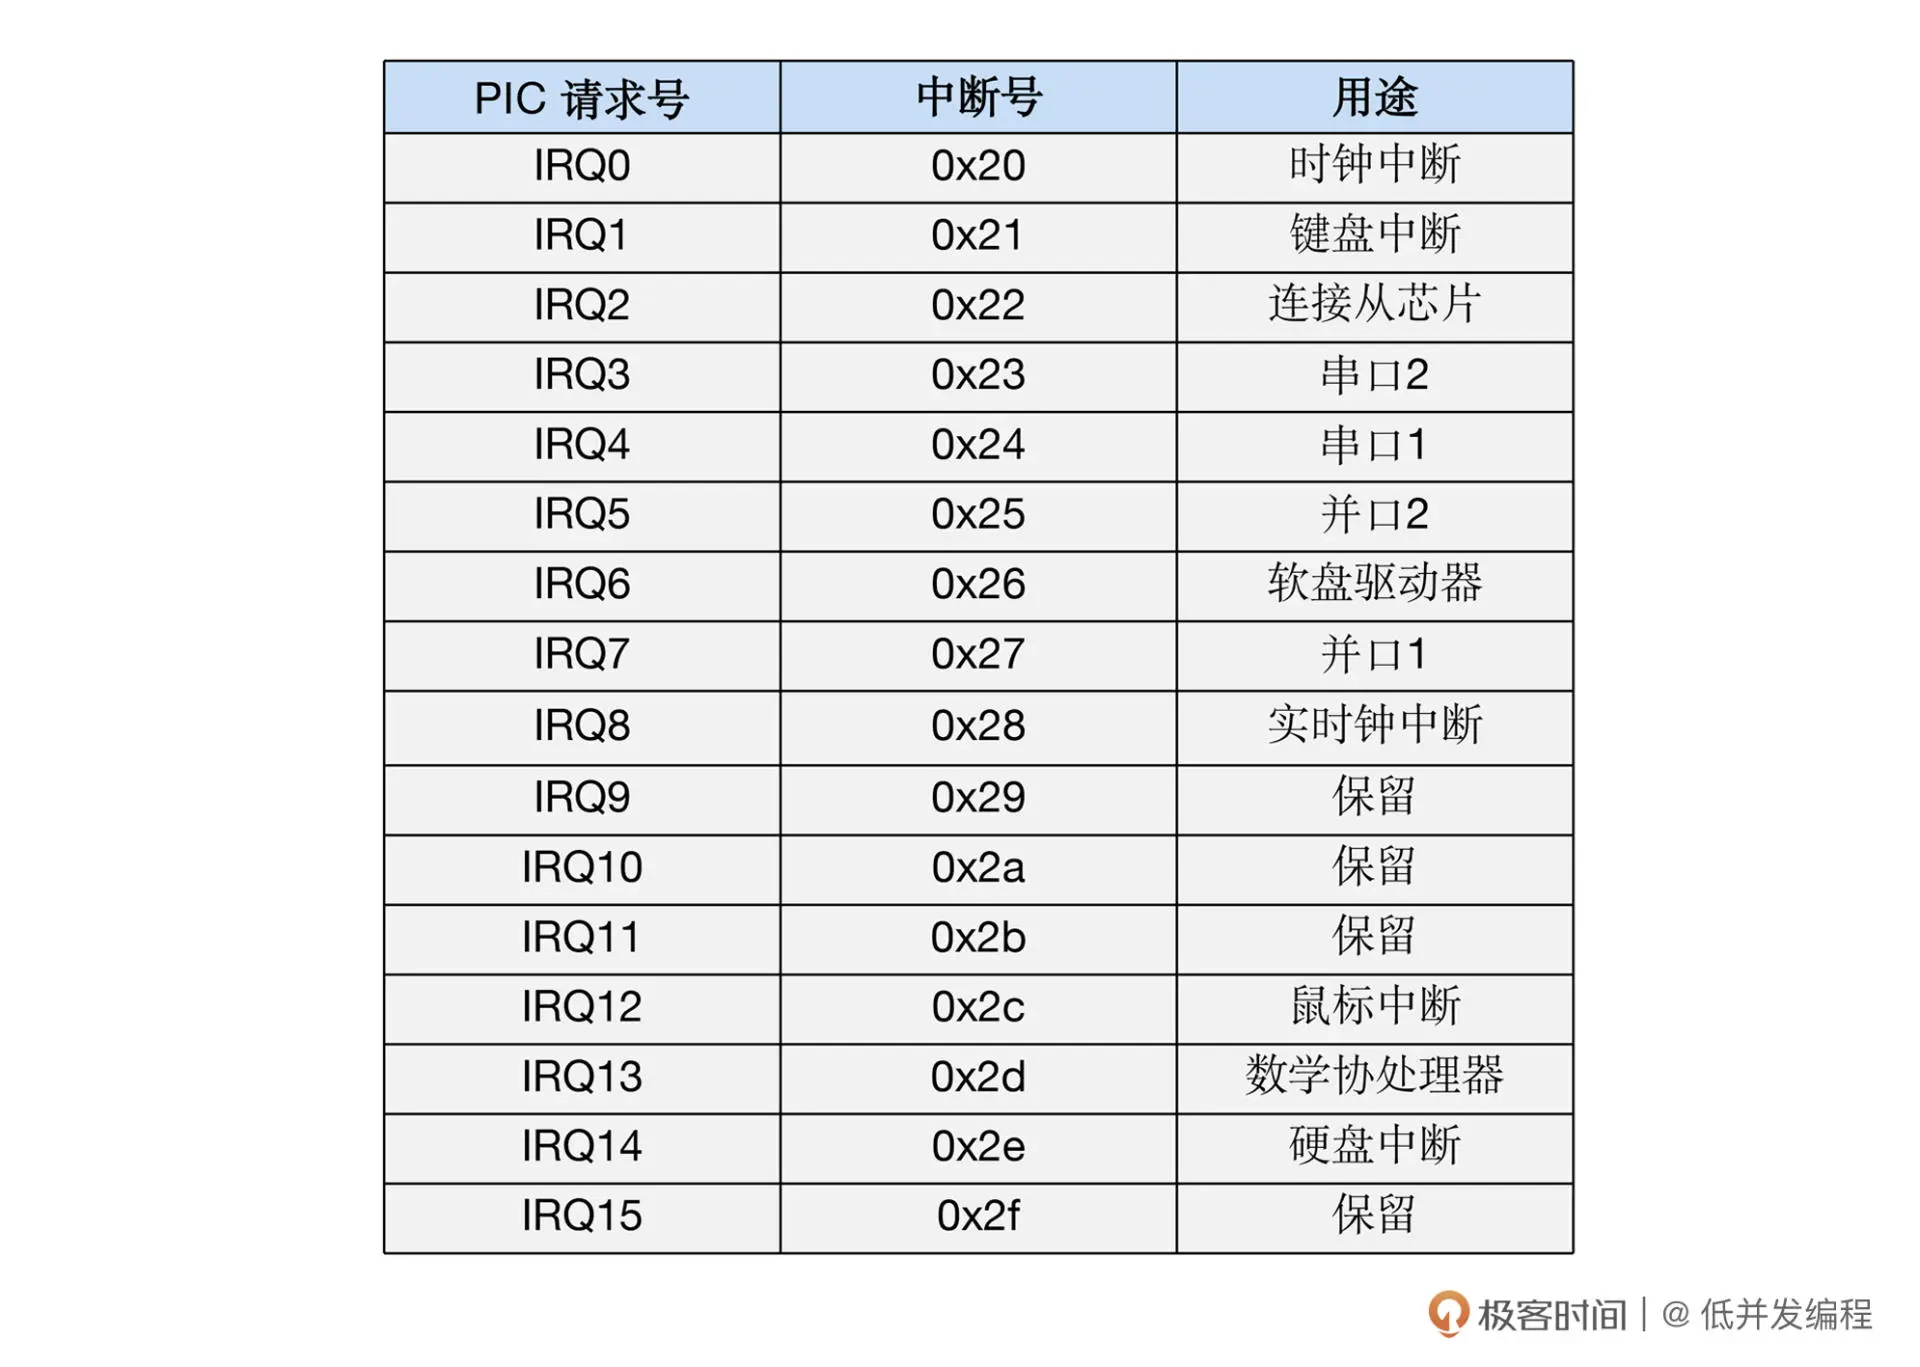 PIC 请求号 中断号 用途
IRQ0 0x20 时钟中断
IRQ1 0x21 键盘中断
IRQ2 0x22 连接从芯片
IRQ3 0x23 串口2
IRQ4 0x24 串口1
IRQ5 0x25 并口2
IRQ6 0x26 软盘驱动器
IRQ7 0x27 并口1
IRQ8 0x28 实时钟中断
IRQ9 0x29 保留
IRQ10 0x2a 保留
IRQ11 0x2b 保留
IRQ12 0x2c 鼠标中断
IRQ13 0x2d 数学协处理器
IRQ14 0x2e 硬盘中断
IRQ15 0x2f 保留
极客时间 | @ 低并发编程